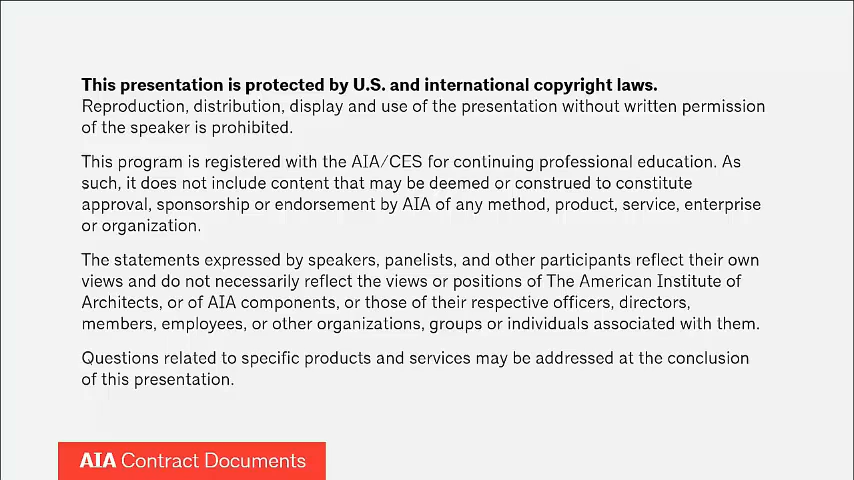 This presentation is protected by U.S. and international copyright laws.
Reproduction, distribution, display and use of the presentation without written permission
of the speaker is prohibited.
This program is registered with the AIA/CES for continuing professional education. As
such, it does not include content that may be deemed or construed to constitute
approval, sponsorship or endorsement by AIA of any method, product, service, enterprise
or organization.
The statements expressed by speakers, panelists, and other participants reflect their own
views and do not necessarily reflect the views or positions of The American Institute of
Architects, or of AIA components, or those of their respective officers, directors,
members, employees, or other organizations, groups or individuals associated with them.
Questions related to specific products and services may be addressed at the conclusion
of this presentation.
AIA Contract Documents